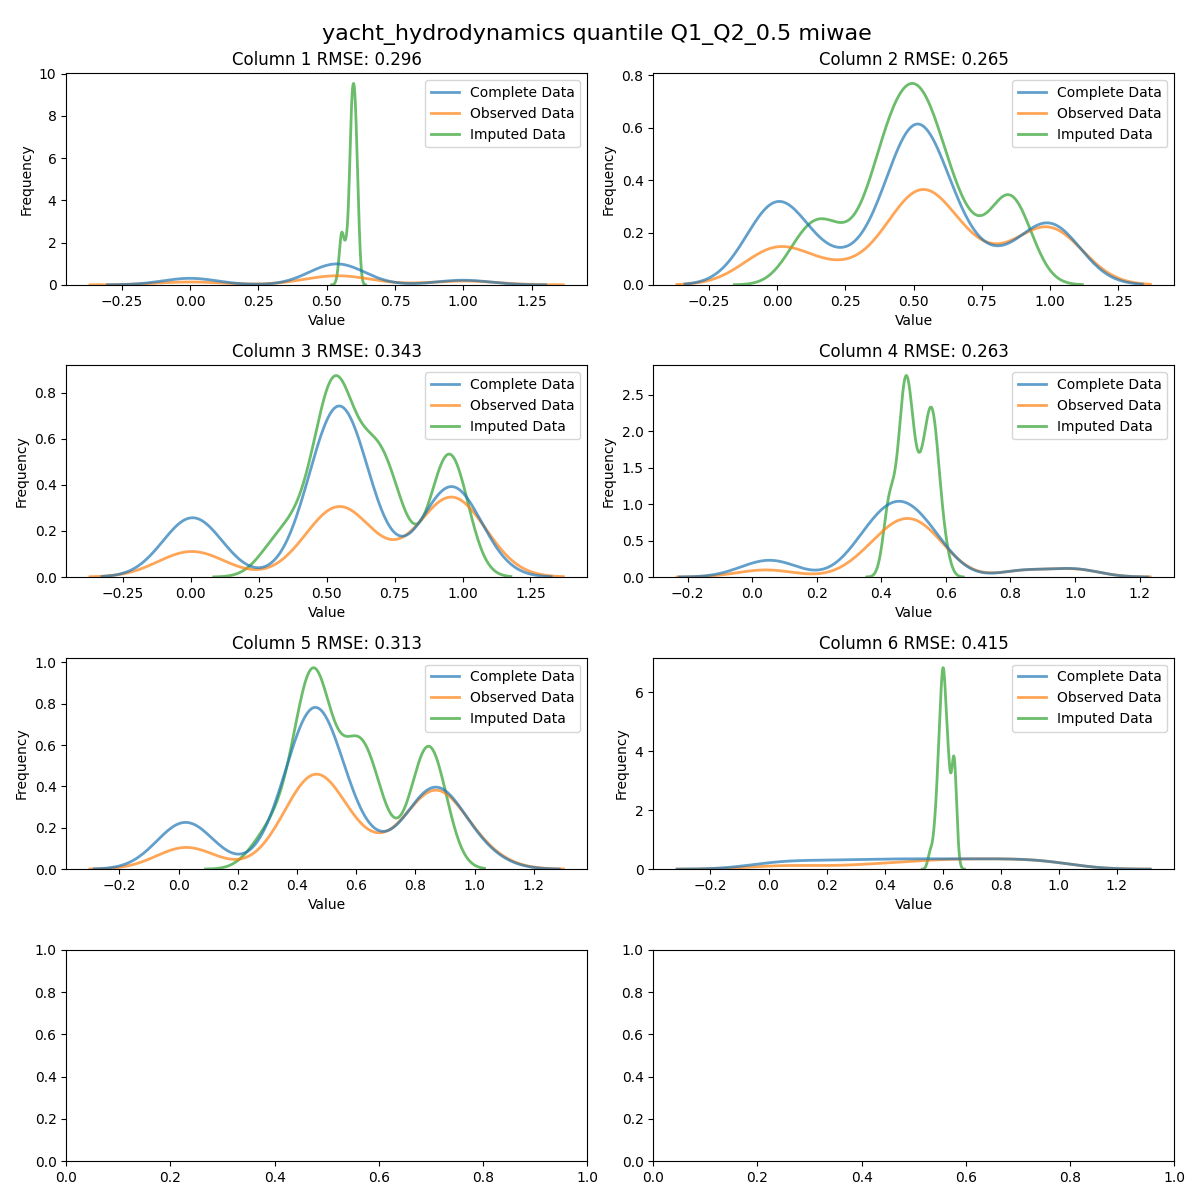 yacht_hydrodynamics quantile Q1_Q2_0.5 miwae
Column 1 RMSE: 0.296
Complete Data
Observed Data
Imputed Data
Frequency
10
8
6
4
2
0
−0.25 0.00 0.25 0.50 0.75 1.00 1.25
Value
Column 2 RMSE: 0.265
Complete Data
Observed Data
Imputed Data
Frequency
0.8
0.6
0.4
0.2
0.0
−0.25 0.00 0.25 0.50 0.75 1.00 1.25
Value
Column 3 RMSE: 0.343
Complete Data
Observed Data
Imputed Data
Frequency
0.8
0.6
0.4
0.2
0.0
−0.25 0.00 0.25 0.50 0.75 1.00 1.25
Value
Column 4 RMSE: 0.263
Complete Data
Observed Data
Imputed Data
Frequency
2.5
2.0
1.5
1.0
0.5
0.0
−0.2 0.0 0.2 0.4 0.6 0.8 1.0 1.2
Value
Column 5 RMSE: 0.313
Complete Data
Observed Data
Imputed Data
Frequency
1.0
0.8
0.6
0.4
0.2
0.0
−0.2 0.0 0.2 0.4 0.6 0.8 1.0 1.2
Value
Column 6 RMSE: 0.415
Complete Data
Observed Data
Imputed Data
Frequency
6
4
2
0
−0.2 0.0 0.2 0.4 0.6 0.8 1.0 1.2
Value
1.0
0.8
0.6
0.4
0.2
0.0
0.0 0.2 0.4 0.6 0.8 1.0
1.0
0.8
0.6
0.4
0.2
0.0
0.0 0.2 0.4 0.6 0.8 1.0